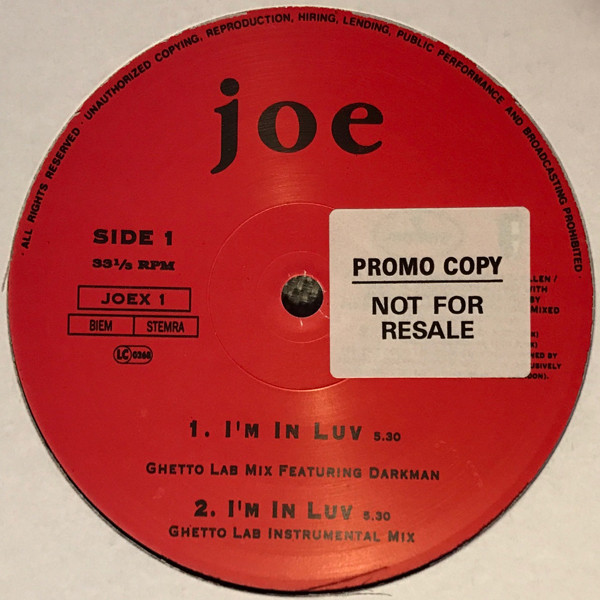 ALL RIGHTS RESERVED · UNAUTHORIZED COPYING, REPRODUCTION, HIRING, LENDING, PUBLIC PERFORMANCE AND BROADCASTING PROHIBITED
joe
SIDE 1
33⅓ RPM
JOEX 1
BIEM STEMRA
LC 0268
PROMO COPY
NOT FOR
RESALE
BY
1. I'M IN LUV 5.30
GHETTO LAB MIX FEATURING DARKMAN
2. I'M IN LUV 5.30
GHETTO LAB INSTRUMENTAL MIX